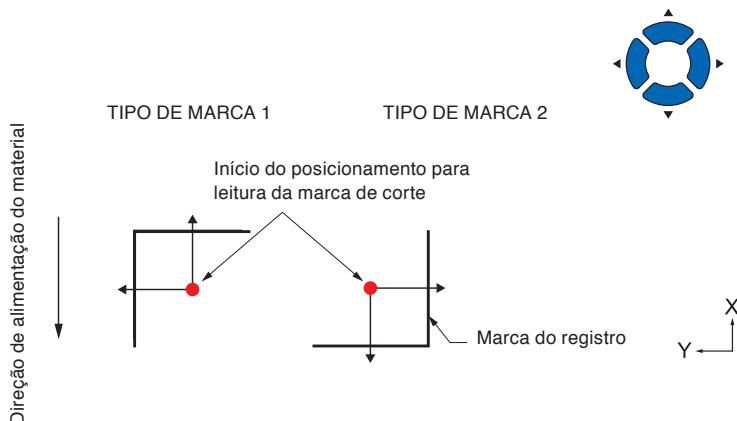 TIPO DE MARCA 1
TIPO DE MARCA 2
Início do posicionamento para
leitura da marca de corte
Direção de alimentação do material
Marca do registro
X
Y